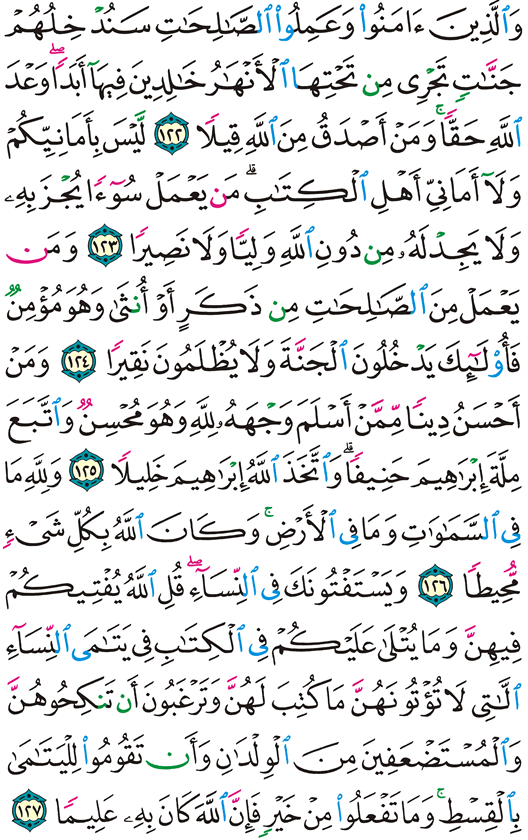 وَٱلَّذِينَ ءَامَنُوا۟ وَعَمِلُوا۟ ٱلصَّـٰلِحَـٰتِ سَنُدْخِلُهُمْ
جَنَّـٰتٍ تَجْرِى مِن تَحْتِهَا ٱلْأَنْهَـٰرُ خَـٰلِدِينَ فِيهَآ أَبَدًا ۖ وَعْدَ
ٱللَّهِ حَقًّا ۚ وَمَنْ أَصْدَقُ مِنَ ٱللَّهِ قِيلًا ١٢٢ لَّيْسَ بِأَمَانِيِّكُمْ
وَلَآ أَمَانِىِّ أَهْلِ ٱلْكِتَـٰبِ ۗ مَن يَعْمَلْ سُوٓءًا يُجْزَ بِهِۦ
وَلَا يَجِدْ لَهُۥ مِن دُونِ ٱللَّهِ وَلِيًّا وَلَا نَصِيرًا ١٢٣ وَمَن
يَعْمَلْ مِنَ ٱلصَّـٰلِحَـٰتِ مِن ذَكَرٍ أَوْ أُنثَىٰ وَهُوَ مُؤْمِنٌ
فَأُو۟لَـٰٓئِكَ يَدْخُلُونَ ٱلْجَنَّةَ وَلَا يُظْلَمُونَ نَقِيرًا ١٢٤ وَمَنْ
أَحْسَنُ دِينًا مِّمَّنْ أَسْلَمَ وَجْهَهُۥ لِلَّهِ وَهُوَ مُحْسِنٌ وَٱتَّبَعَ
مِلَّةَ إِبْرَٰهِيمَ حَنِيفًا ۗ وَٱتَّخَذَ ٱللَّهُ إِبْرَٰهِيمَ خَلِيلًا ١٢٥ وَلِلَّهِ مَا
فِى ٱلسَّمَـٰوَٰتِ وَمَا فِى ٱلْأَرْضِ ۚ وَكَانَ ٱللَّهُ بِكُلِّ شَىْءٍ
مُّحِيطًا ١٢٦ وَيَسْتَفْتُونَكَ فِى ٱلنِّسَآءِ ۖ قُلِ ٱللَّهُ يُفْتِيكُمْ
فِيهِنَّ وَمَا يُتْلَىٰ عَلَيْكُمْ فِى ٱلْكِتَـٰبِ فِى يَتَـٰمَى ٱلنِّسَآءِ
ٱلَّـٰتِى لَا تُؤْتُونَهُنَّ مَا كُتِبَ لَهُنَّ وَتَرْغَبُونَ أَن تَنكِحُوهُنَّ
وَٱلْمُسْتَضْعَفِينَ مِنَ ٱلْوِلْدَٰنِ وَأَن تَقُومُوا۟ لِلْيَتَـٰمَىٰ
بِٱلْقِسْطِ ۚ وَمَا تَفْعَلُوا۟ مِنْ خَيْرٍ فَإِنَّ ٱللَّهَ كَانَ بِهِۦ عَلِيمًا ١٢٧